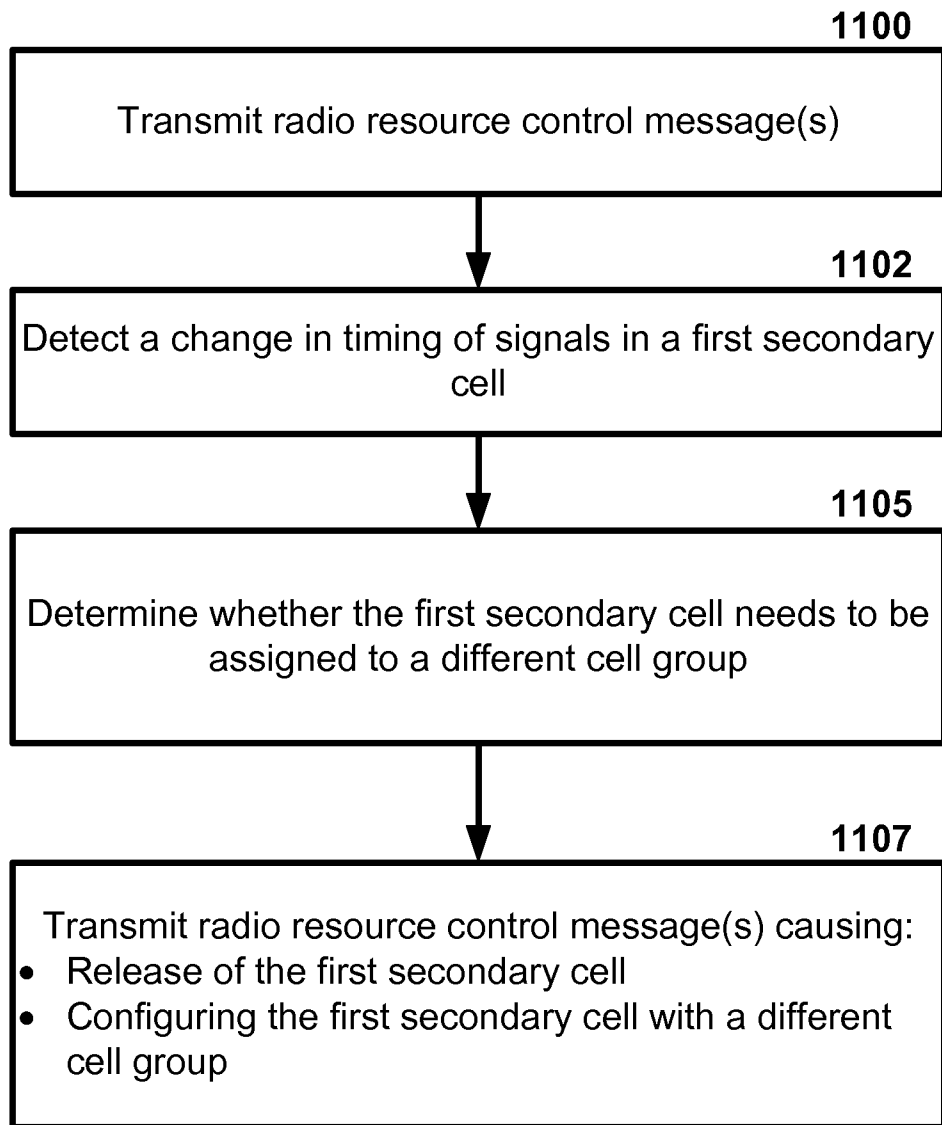 1100
Transmit radio resource control message(s)
1102
Detect a change in timing of signals in a first secondary
cell
1105
Determine whether the first secondary cell needs to be
assigned to a different cell group
1107
Transmit radio resource control message(s) causing:
• Release of the first secondary cell
• Configuring the first secondary cell with a different
cell group